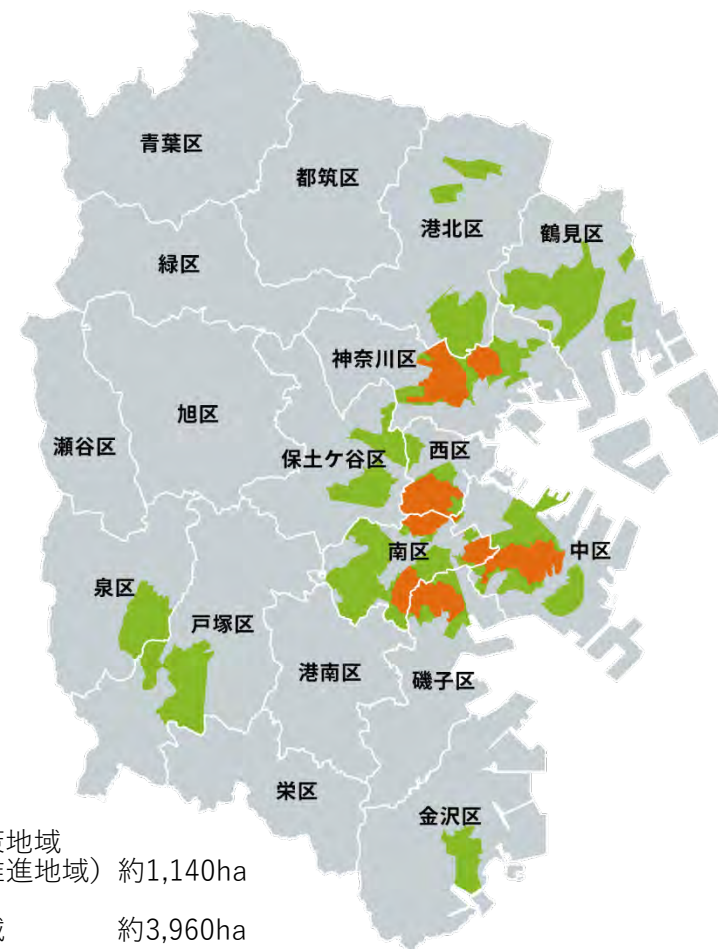 青葉区
都筑区
港北区
鶴見区
緑区
神奈川区
旭区
瀬谷区
保土ケ谷区
西区
南区
中区
泉区
戸塚区
港南区
磯子区
栄区
金沢区
策地域
推進地域）約1,140ha
域 約3,960ha